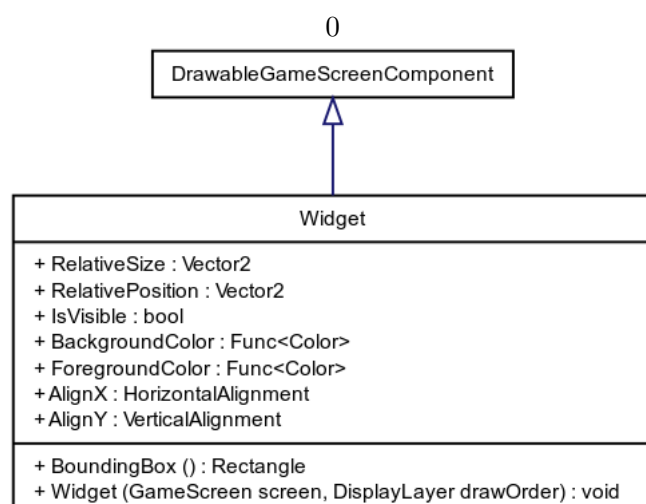 0
DrawableGameScreenComponent
Widget
+ RelativeSize : Vector2
+ RelativePosition : Vector2
+ IsVisible : bool
+ BackgroundColor : Func<Color>
+ ForegroundColor : Func<Color>
+ AlignX : HorizontalAlignment
+ AlignY : VerticalAlignment
+ BoundingBox () : Rectangle
+ Widget (GameScreen screen, DisplayLayer drawOrder) : void